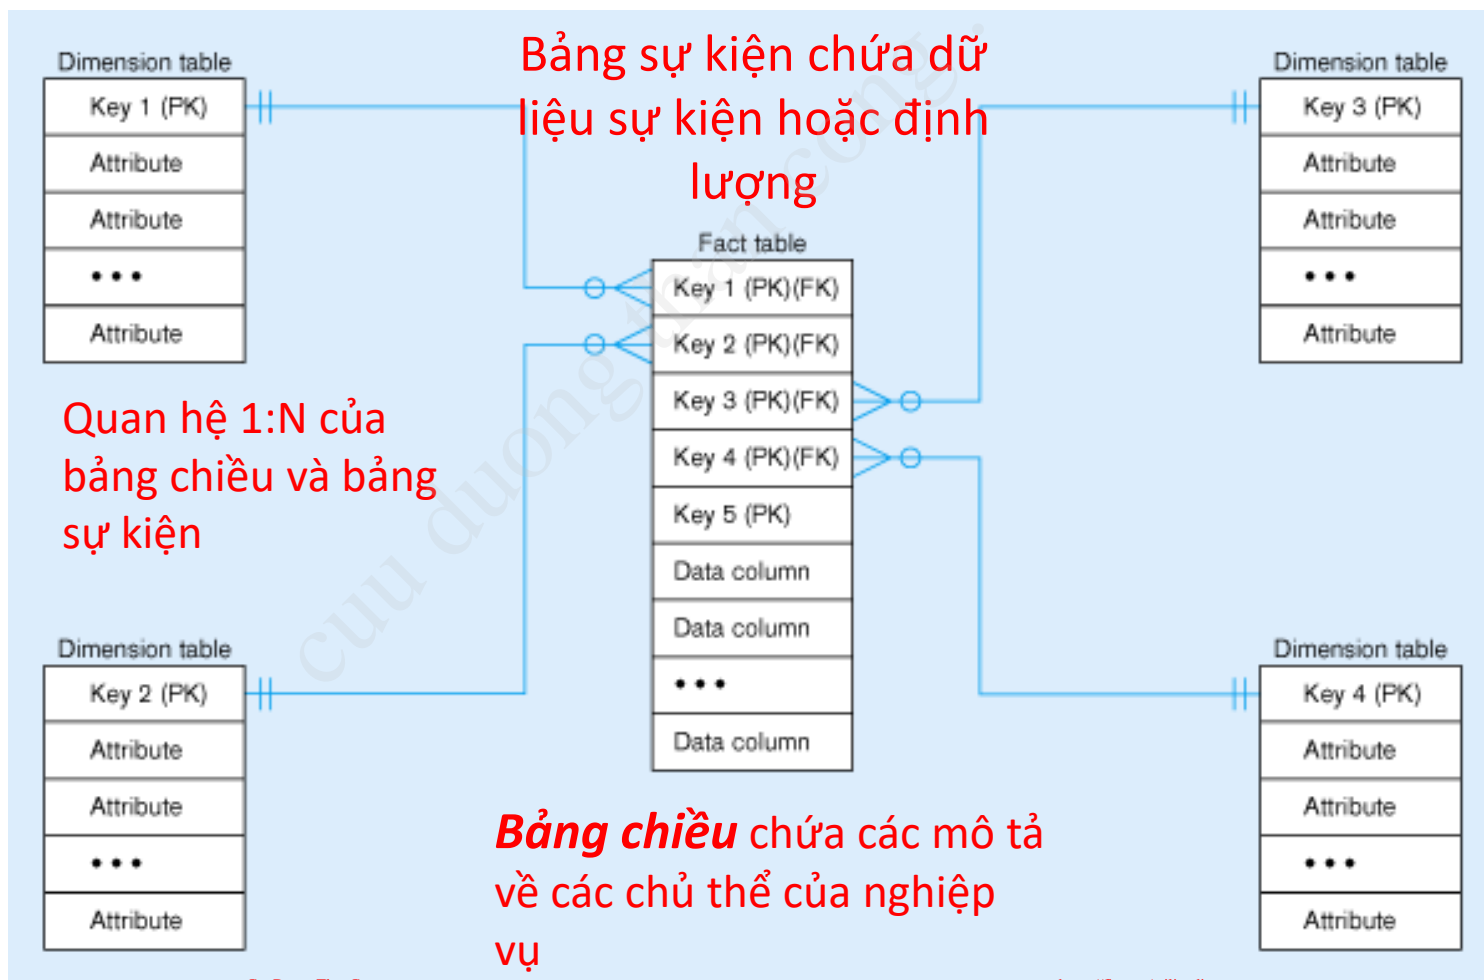 Dimension table
Key 1 (PK)
Attribute
Attribute
•••
Attribute
Bảng sự kiện chứa dữ
liệu sự kiện hoặc định
lượng
Dimension table
Key 3 (PK)
Attribute
Attribute
•••
Attribute
Fact table
Key 1 (PK)(FK)
Key 2 (PK)(FK)
Key 3 (PK)(FK)
Key 4 (PK)(FK)
Key 5 (PK)
Data column
Data column
•••
Data column
Quan hệ 1:N của
bảng chiều và bảng
sự kiện
Dimension table
Key 2 (PK)
Attribute
Attribute
•••
Attribute
Dimension table
Key 4 (PK)
Attribute
Attribute
•••
Attribute
Bảng chiều chứa các mô tả
về các chủ thể của nghiệp
vụ
cuu duong than cong .